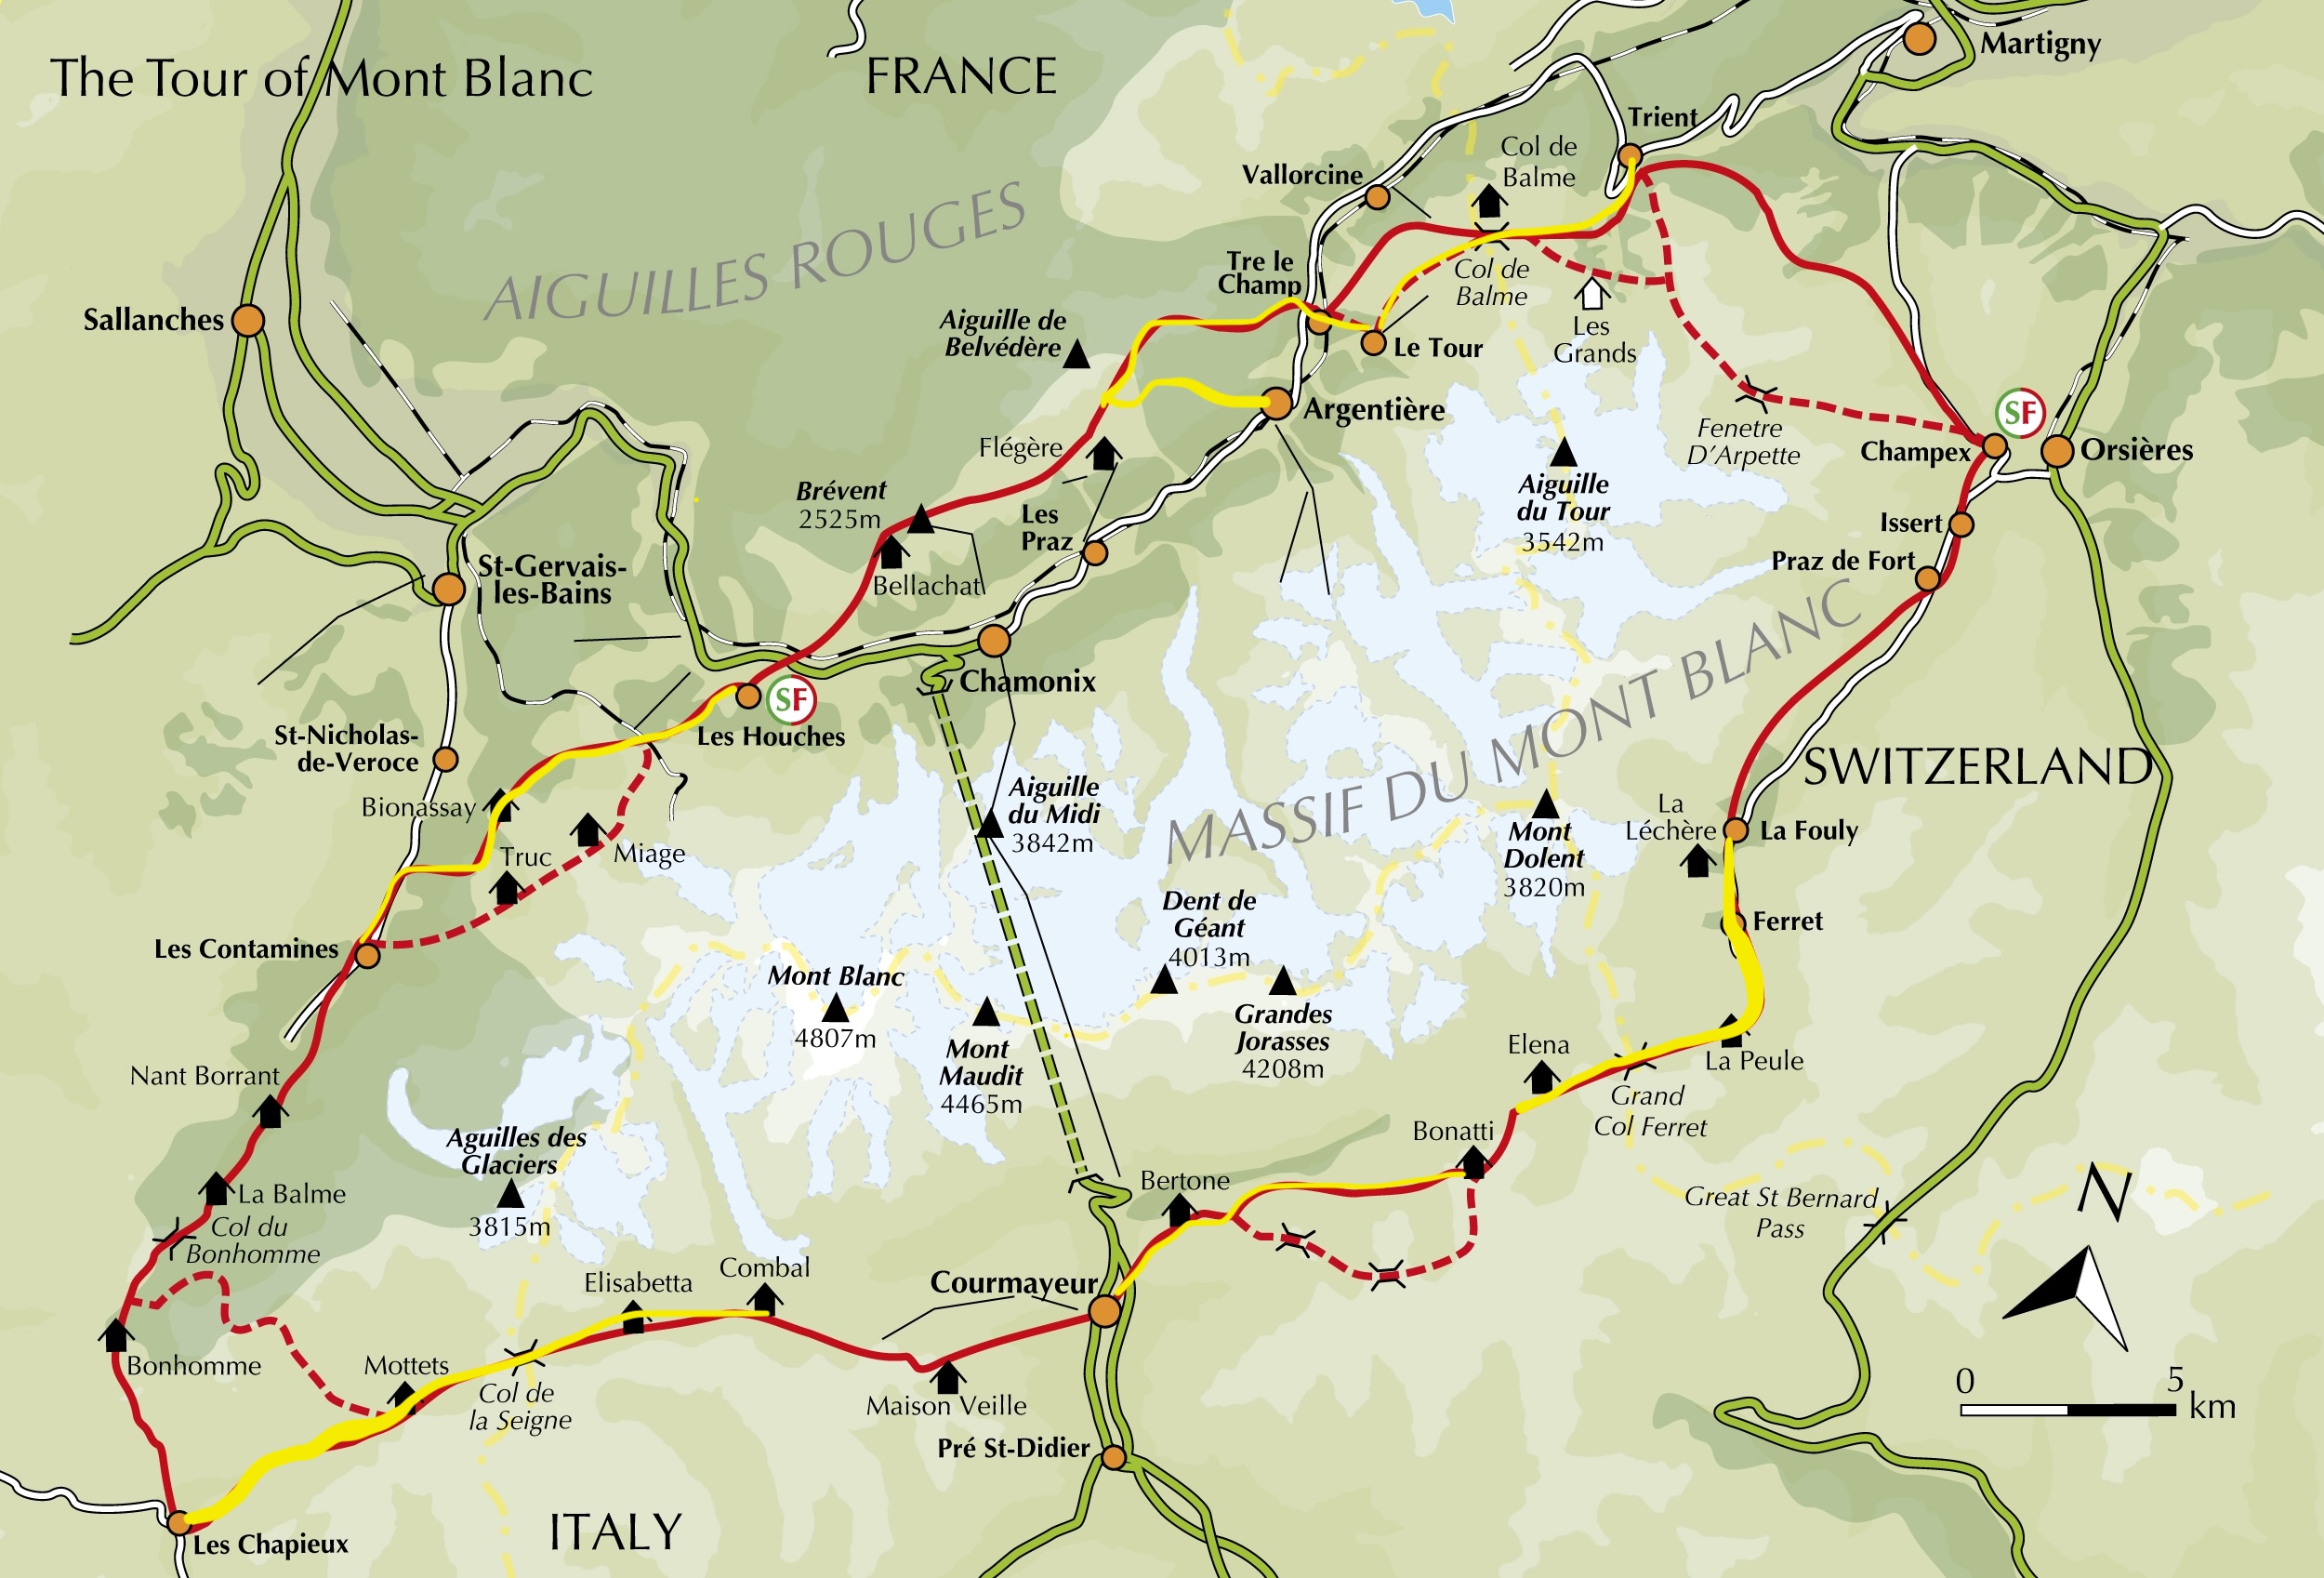 The Tour of Mont Blanc
FRANCE
Martigny
Trient
Col de
Balme
Vallorcine
AIGUILLES ROUGES
Tre le
Champ
Col de
Balme
Sallanches
Aiguille de
Belvédère
Le Tour
Les
Grands
Argentière
Fenetre
D'Arpette
SF
Champex
Orsières
Flégère
Brévent
2525m
Aiguille
du Tour
3542m
Les
Praz
Issert
Praz de Fort
St-Gervais-
les-Bains
Bellachat
MASSIF DU MONT BLANC
Chamonix
SF
Les Houches
St-Nicholas-
de-Veroce
SWITZERLAND
Bionassay
Aiguille
du Midi
3842m
La
Léchère
La Fouly
Mont
Dolent
3820m
Truc
Miage
Dent de
Géant
4013m
Ferret
Les Contamines
Mont Blanc
4807m
Grandes
Jorasses
4208m
Mont
Maudit
4465m
Elena
La Peule
Nant Borrant
Grand
Col Ferret
Aguilles des
Glaciers
3815m
Bonatti
Bertone
La Balme
Col du
Bonhomme
Great St Bernard
Pass
N
Elisabetta
Combal
Courmayeur
Bonhomme
Mottets
Col de
la Seigne
Maison Veille
0 5
km
Pré St-Didier
ITALY
Les Chapieux